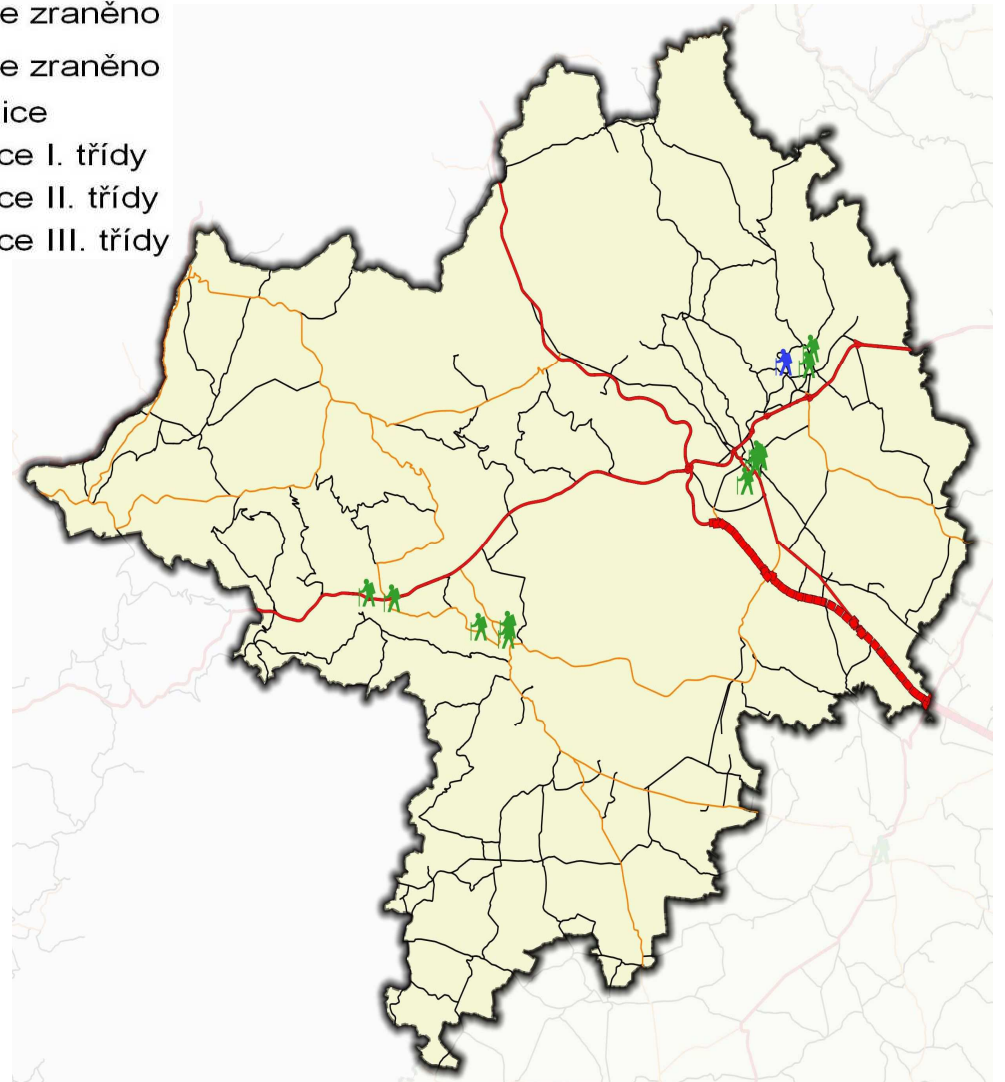 e zraněno
e zraněno
ice
ce I. třídy
ce II. třídy
ce III. třídy